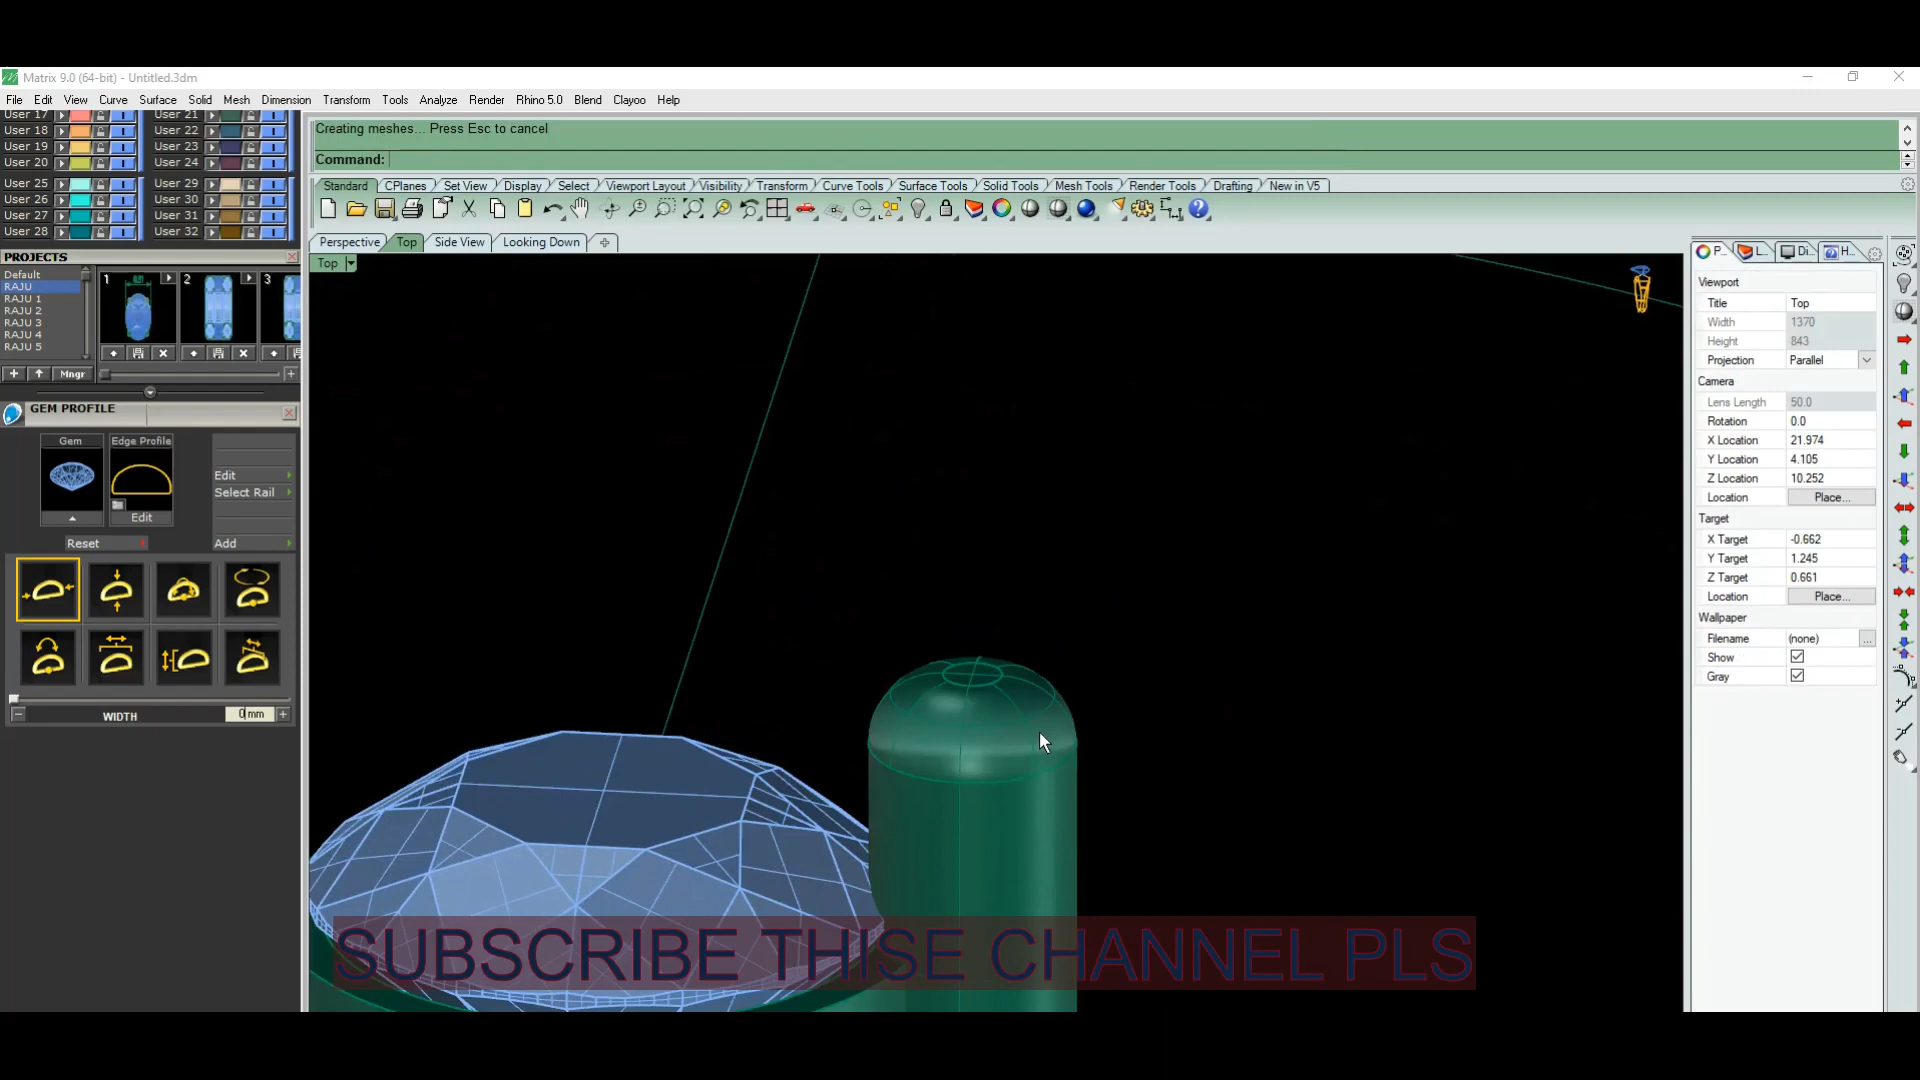 Matrix 9.0 (64-bit) - Untitled.3dm
File Edit View Curve Surface Solid Mesh Dimension Transform Tools Analyze Render Rhino 5.0 Blend Clayoo Help
User 17 User 21
User 18 User 22
User 19 User 23
User 20 User 24
User 25 User 29
User 26 User 30
User 27 User 31
User 28 User 32
Creating meshes... Press Esc to cancel
Command:
Standard CPlanes Set View Display Select Viewport Layout Visibility Transform Curve Tools Surface Tools Solid Tools Mesh Tools Render Tools Drafting New in V5
Perspective Top Side View Looking Down
Top
PROJECTS
Default
RAJU
RAJU 1
RAJU 2
RAJU 3
RAJU 4
RAJU 5
1 2 3
Mngr
GEM PROFILE
Gem Edge Profile
Edit
Select Rail
Edit
Reset Add
WIDTH 0 mm
P... L... Di... H...
Viewport
Title Top
Width 1370
Height 843
Projection Parallel
Camera
Lens Length 50.0
Rotation 0.0
X Location 21.974
Y Location 4.105
Z Location 10.252
Location Place...
Target
X Target -0.662
Y Target 1.245
Z Target 0.661
Location Place...
Wallpaper
Filename (none) ...
Show
Gray
SUBSCRIBE THISE CHANNEL PLS